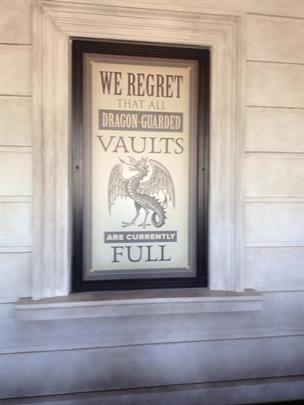 WE REGRET
THAT ALL
DRAGON-GUARDED
VAULTS
ARE CURRENTLY
FULL